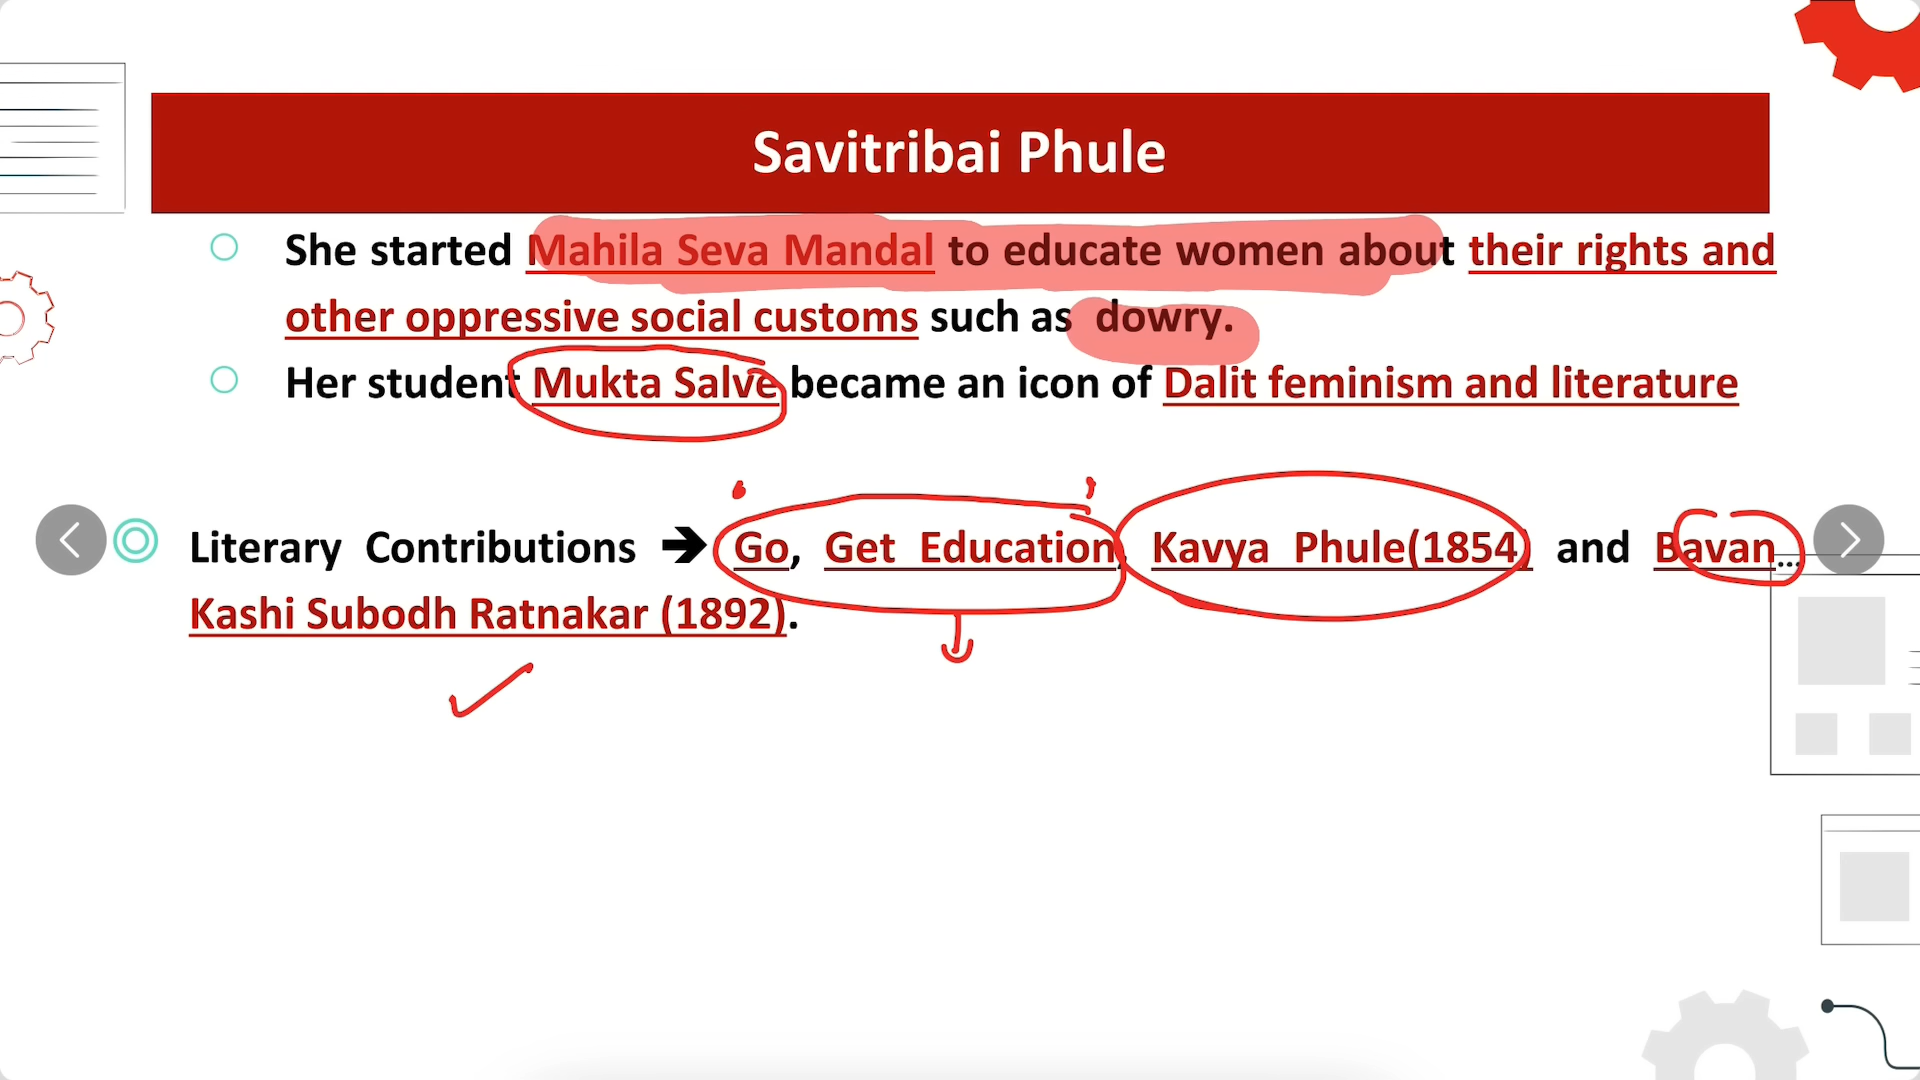 Savitribai Phule
She started Mahila Seva Mandal to educate women about their rights and
other oppressive social customs such as dowry.
Her student Mukta Salve became an icon of Dalit feminism and literature
Literary Contributions → Go, Get Education, Kavya Phule(1854) and Bavan
Kashi Subodh Ratnakar (1892).